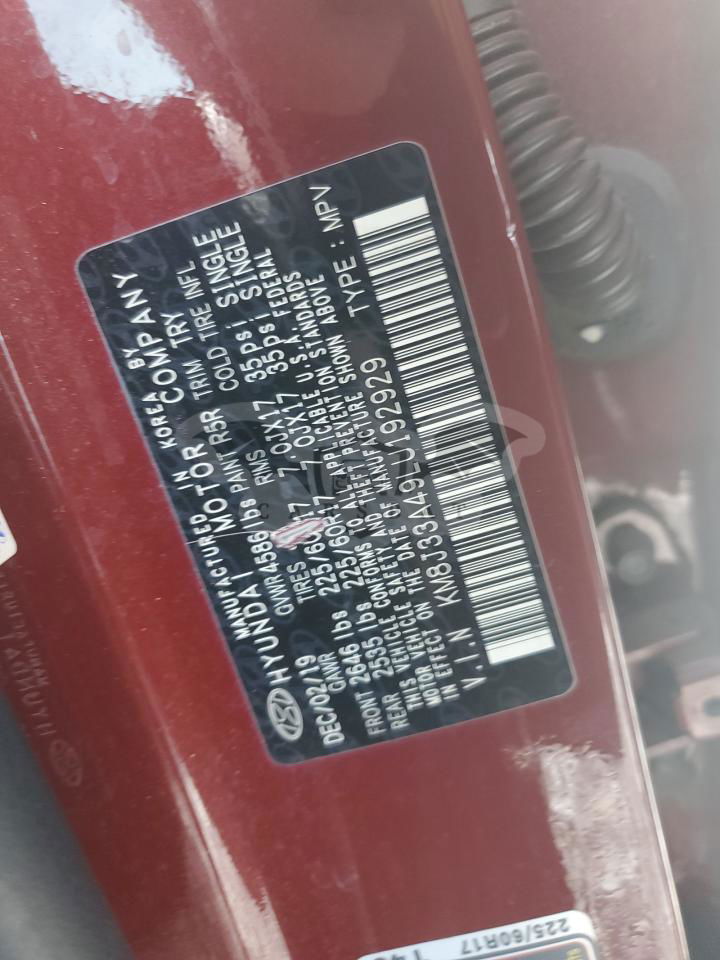 MANUFACTURED IN KOREA BY
HYUNDAI MOTOR COMPANY
DEC/02/19 GVWR 4586 lbs PAINT R5R TRIM TRY
GAWR TIRES RMS COLD TIRE INFL
FRONT 2646 lbs 225/60R17 7.0JX17 35psi SINGLE
REAR 2535 lbs 225/60R17 7.0JX17 35psi SINGLE
THIS VEHICLE CONFORMS TO ALL APPLICABLE U.S.A. FEDERAL
MOTOR VEHICLE SAFETY AND THEFT PREVENTION STANDARDS
IN EFFECT ON THE DATE OF MANUFACTURE SHOWN ABOVE
V.I.N KM8J33A49LU192929 TYPE : MPV
225/60R17